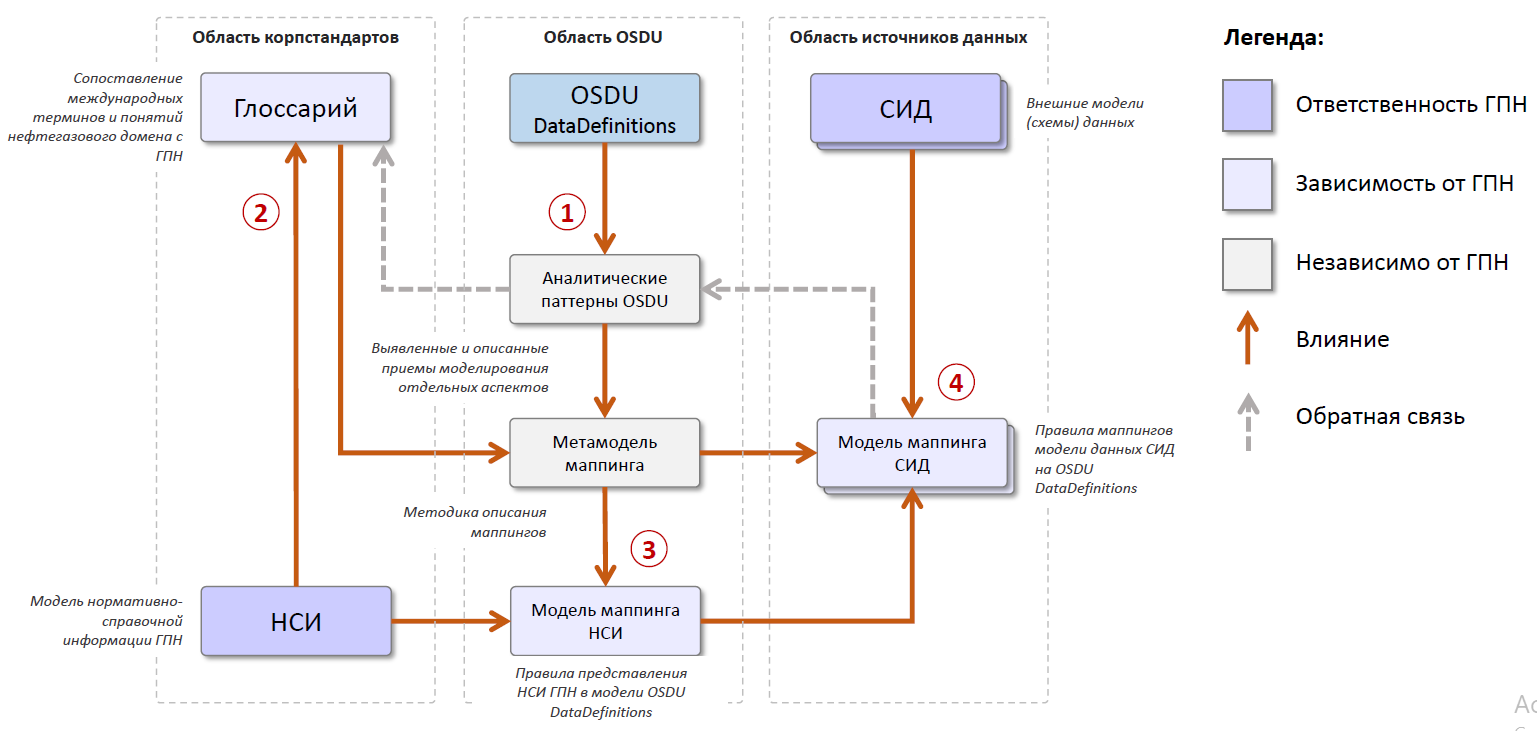 Область корпстандартов
Область OSDU
Область источников данных
Легенда:
Сопоставление
международных
терминов и понятий
нефтегазового домена с
ГПН
Глоссарий
OSDU
DataDefinitions
СИД
Внешние модели
(схемы) данных
Ответственность ГПН
Зависимость от ГПН
Независимо от ГПН
Влияние
Обратная связь
2
1
Аналитические
паттерны OSDU
Выявленные и описанные
приемы моделирования
отдельных аспектов
4
Метамодель
маппинга
Модель маппинга
СИД
Правила маппингов
модели данных СИД
на OSDU
DataDefinitions
Методика описания
маппингов
3
Модель нормативно-
справочной
информации ГПН
НСИ
Модель маппинга
НСИ
Правила представления
НСИ ГПН в модели OSDU
DataDefinitions